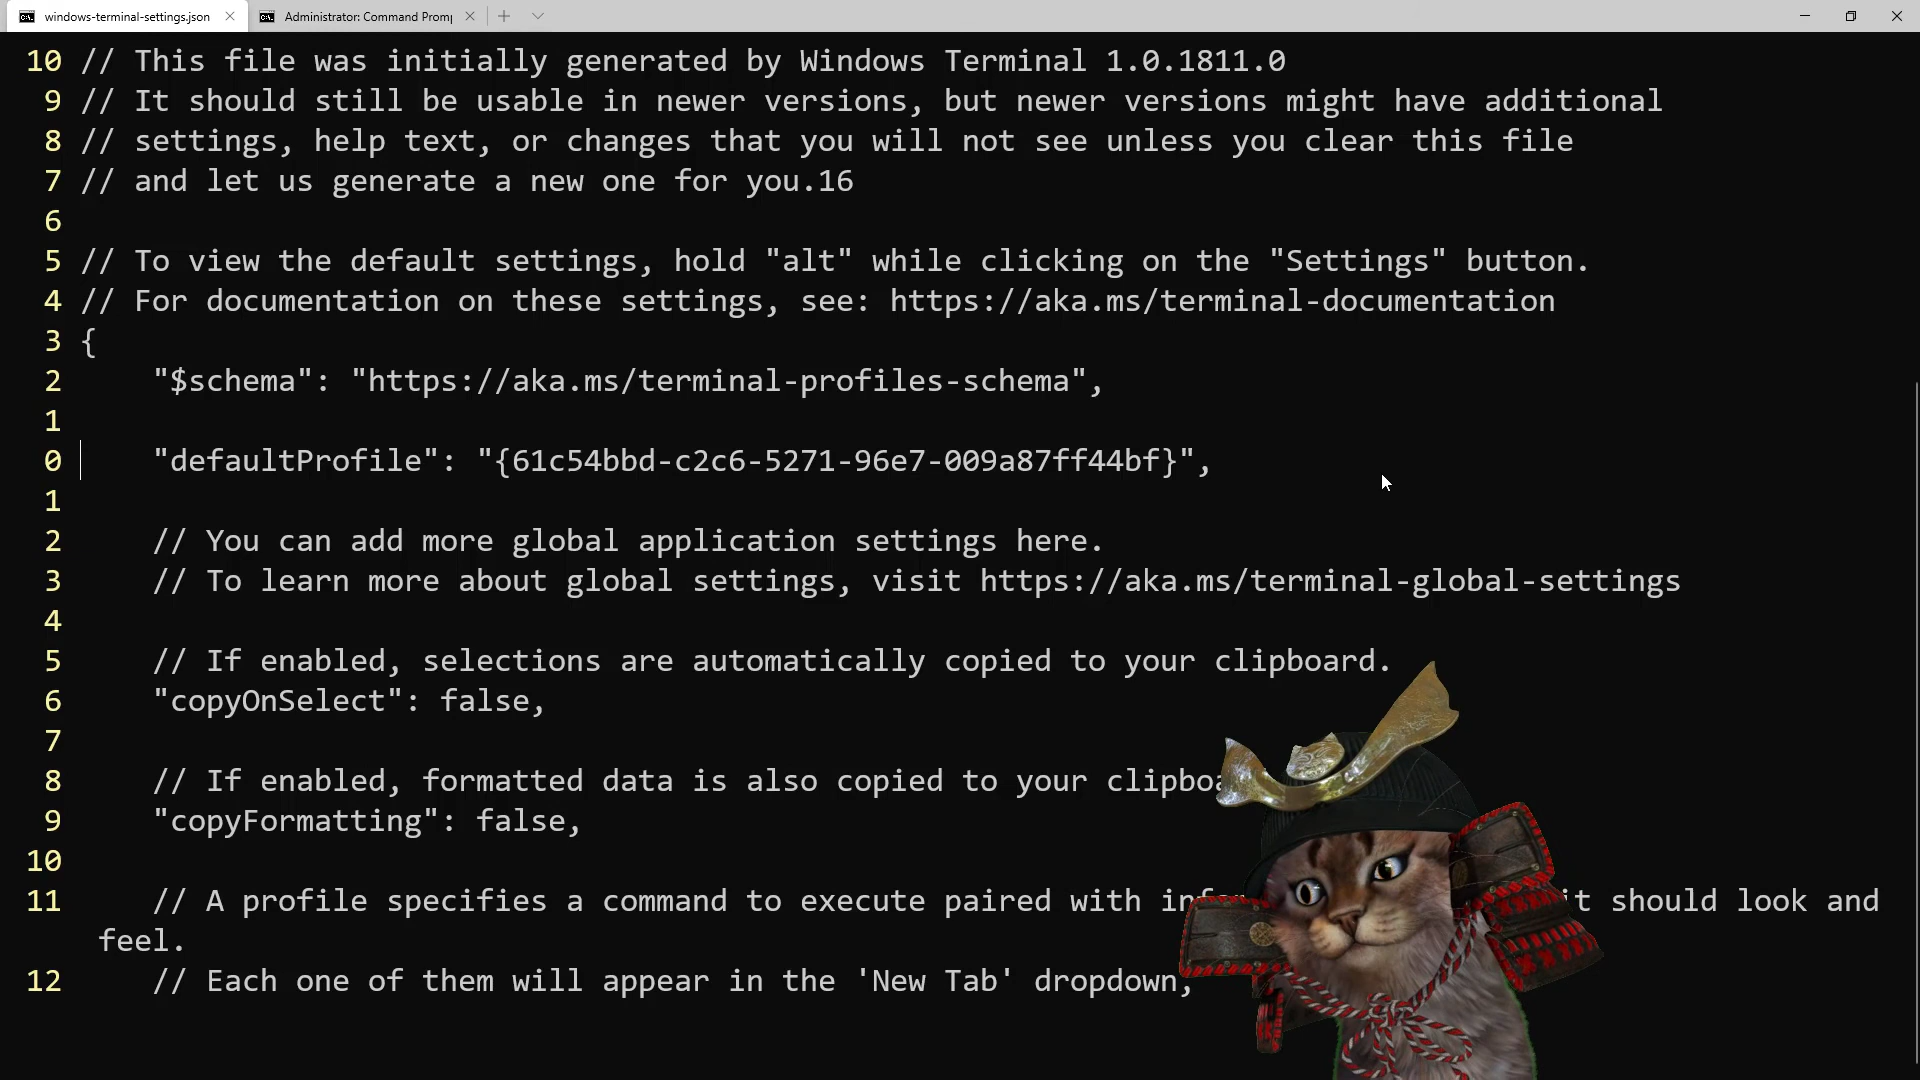 windows-terminal-settings.json
Administrator: Command Promp
10 // This file was initially generated by Windows Terminal 1.0.1811.0
9 // It should still be usable in newer versions, but newer versions might have additional
8 // settings, help text, or changes that you will not see unless you clear this file
7 // and let us generate a new one for you.16
6
5 // To view the default settings, hold "alt" while clicking on the "Settings" button.
4 // For documentation on these settings, see: https://aka.ms/terminal-documentation
3 {
2 "$schema": "https://aka.ms/terminal-profiles-schema",
1
0 "defaultProfile": "{61c54bbd-c2c6-5271-96e7-009a87ff44bf}",
1
2 // You can add more global application settings here.
3 // To learn more about global settings, visit https://aka.ms/terminal-global-settings
4
5 // If enabled, selections are automatically copied to your clipboard.
6 "copyOnSelect": false,
7
8 // If enabled, formatted data is also copied to your
9 "copyFormatting": false,
10
11 // A profile specifies a command to execute paired with it should look and
feel.
12 // Each one of them will appear in the 'New Tab' dropdown,